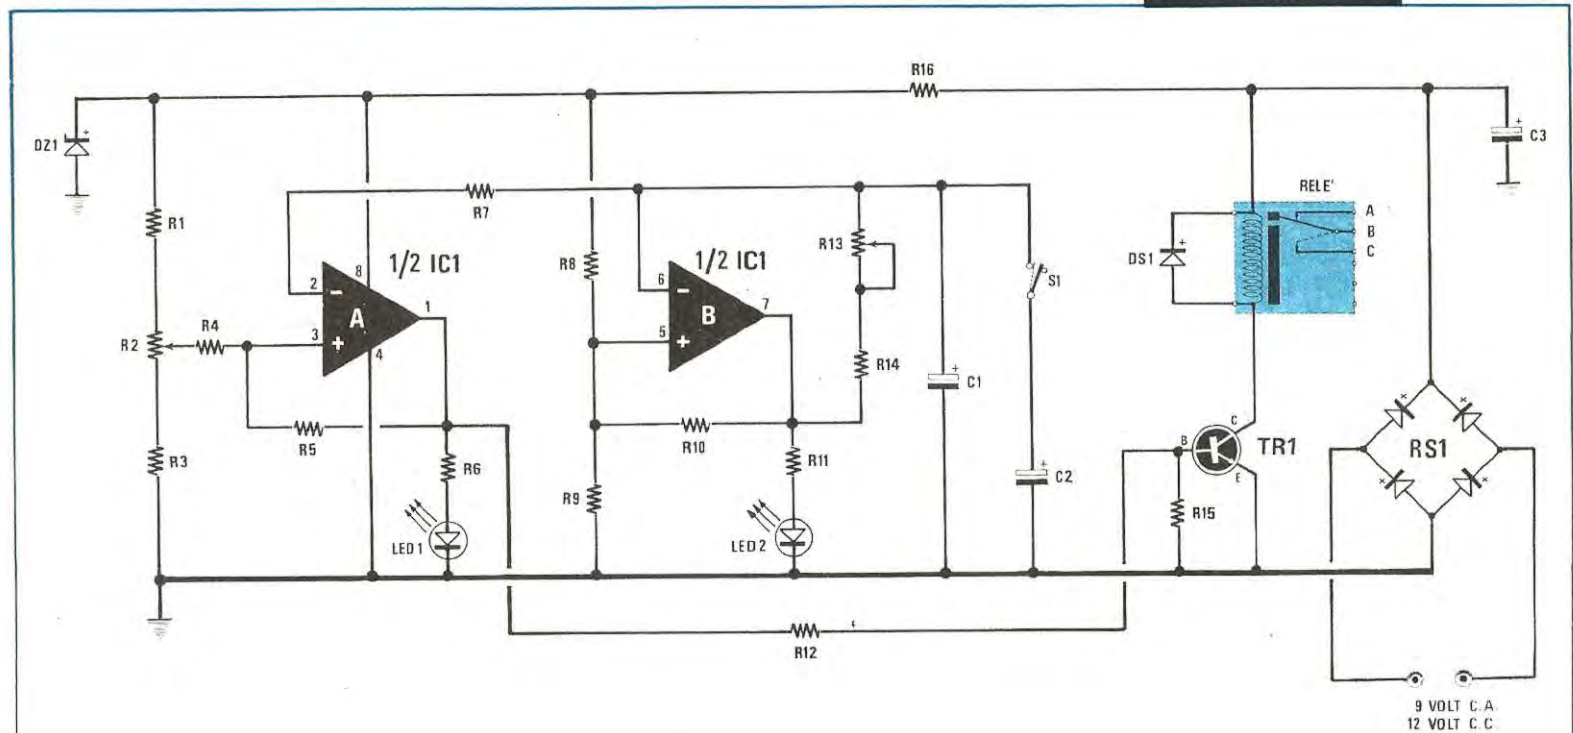 R16
DZ1
C3
RELE'
R7
R1
1/2 IC1
R8
1/2 IC1
R13
S1
DS1
A
B
C
2
8
6
A
1
B
7
R2
R4
3
+
4
5
+
R14
C1
R5
R10
C
B
TR1
E
RS1
R3
R6
R11
C2
R9
R15
LED1
LED2
R12
9 VOLT C.A.
12 VOLT C.C